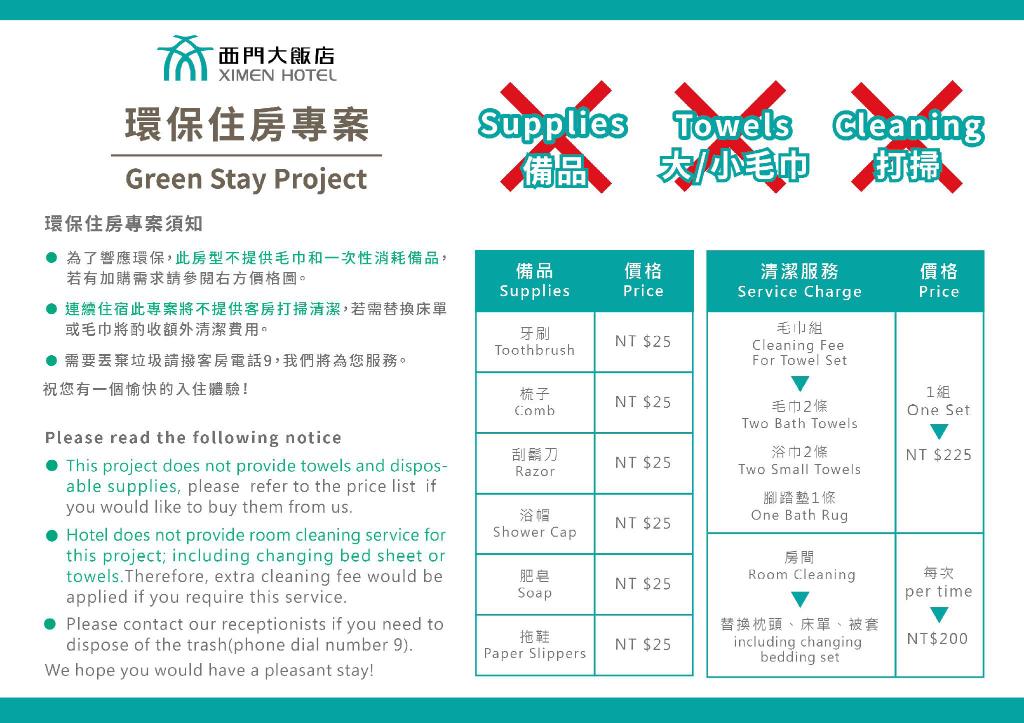 西門大飯店
XIMEN HOTEL
環保住房專案
Green Stay Project
Supplies
備品
Towels
大/小毛巾
Cleaning
打掃
環保住房專案須知
● 為了響應環保，此房型不提供毛巾和一次性消耗備品，
若有加購需求請參閱右方價格圖。
● 連續住宿此專案將不提供客房打掃清潔，若需替換床單
或毛巾將酌收額外清潔費用。
● 需要丟棄垃圾請撥客房電話9，我們將為您服務。
祝您有一個愉快的入住體驗！
Please read the following notice
● This project does not provide towels and dispos-
able supplies, please refer to the price list if
you would like to buy them from us.
● Hotel does not provide room cleaning service for
this project; including changing bed sheet or
towels.Therefore, extra cleaning fee would be
applied if you require this service.
● Please contact our receptionists if you need to
dispose of the trash(phone dial number 9).
We hope you would have a pleasant stay!
備品 價格
Supplies Price
牙刷
Toothbrush
NT $25
梳子
Comb
NT $25
刮鬍刀
Razor
NT $25
浴帽
Shower Cap
NT $25
肥皂
Soap
NT $25
拖鞋
Paper Slippers
NT $25
清潔服務 價格
Service Charge Price
毛巾組
Cleaning Fee
For Towel Set
毛巾2條
Two Bath Towels
浴巾2條
Two Small Towels
腳踏墊1條
One Bath Rug
1組
One Set
NT $225
房間
Room Cleaning
替換枕頭、床單、被套
including changing
bedding set
每次
per time
NT$200